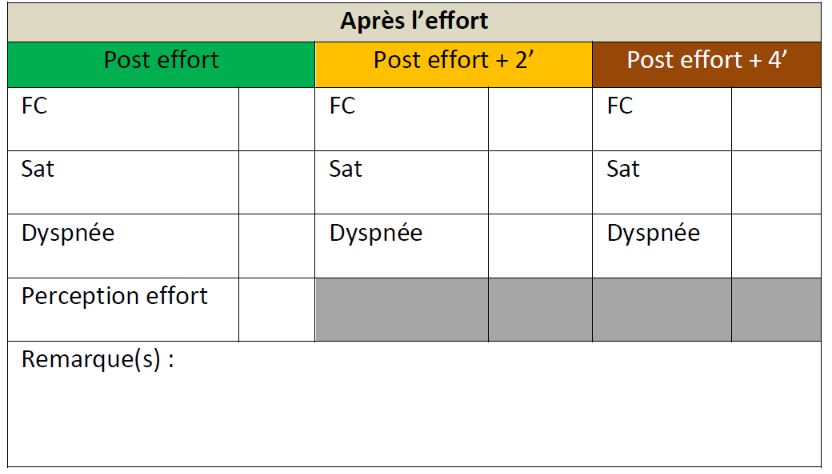 Après l’effort
Post effort Post effort + 2’ Post effort + 4’
FC FC FC
Sat Sat Sat
Dyspnée Dyspnée Dyspnée
Perception effort
Remarque(s) :